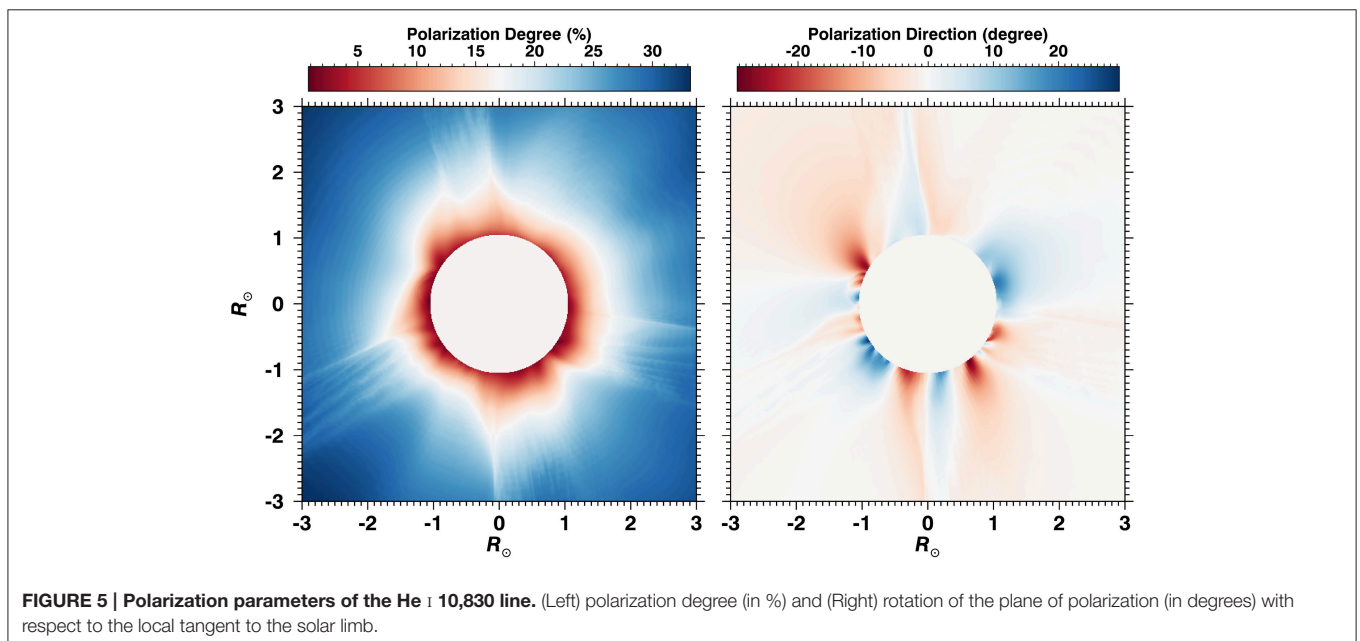 Polarization Degree (%)
5 10 15 20 25 30
Polarization Direction (degree)
-20 -10 0 10 20
3
2
1
0
-1
-2
-3
R☉
-3 -2 -1 0 1 2 3
R☉
-3 -2 -1 0 1 2 3
R☉
FIGURE 5 | Polarization parameters of the He I 10,830 line. (Left) polarization degree (in %) and (Right) rotation of the plane of polarization (in degrees) with
respect to the local tangent to the solar limb.